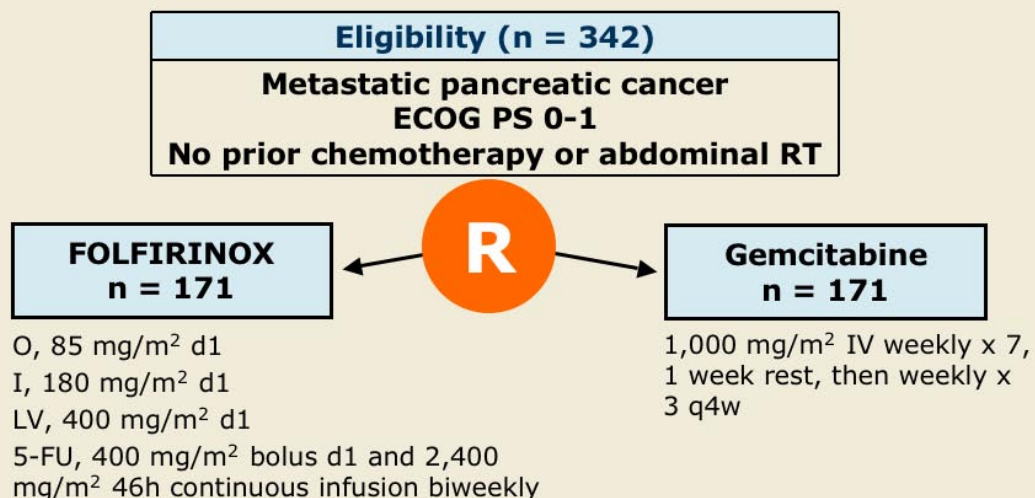 Eligibility (n = 342)
Metastatic pancreatic cancer
ECOG PS 0-1
No prior chemotherapy or abdominal RT
R
FOLFIRINOX
n = 171
O, 85 mg/m² d1
I, 180 mg/m² d1
LV, 400 mg/m² d1
5-FU, 400 mg/m² bolus d1 and 2,400
mg/m² 46h continuous infusion biweekly
Gemcitabine
n = 171
1,000 mg/m² IV weekly x 7,
1 week rest, then weekly x
3 q4w